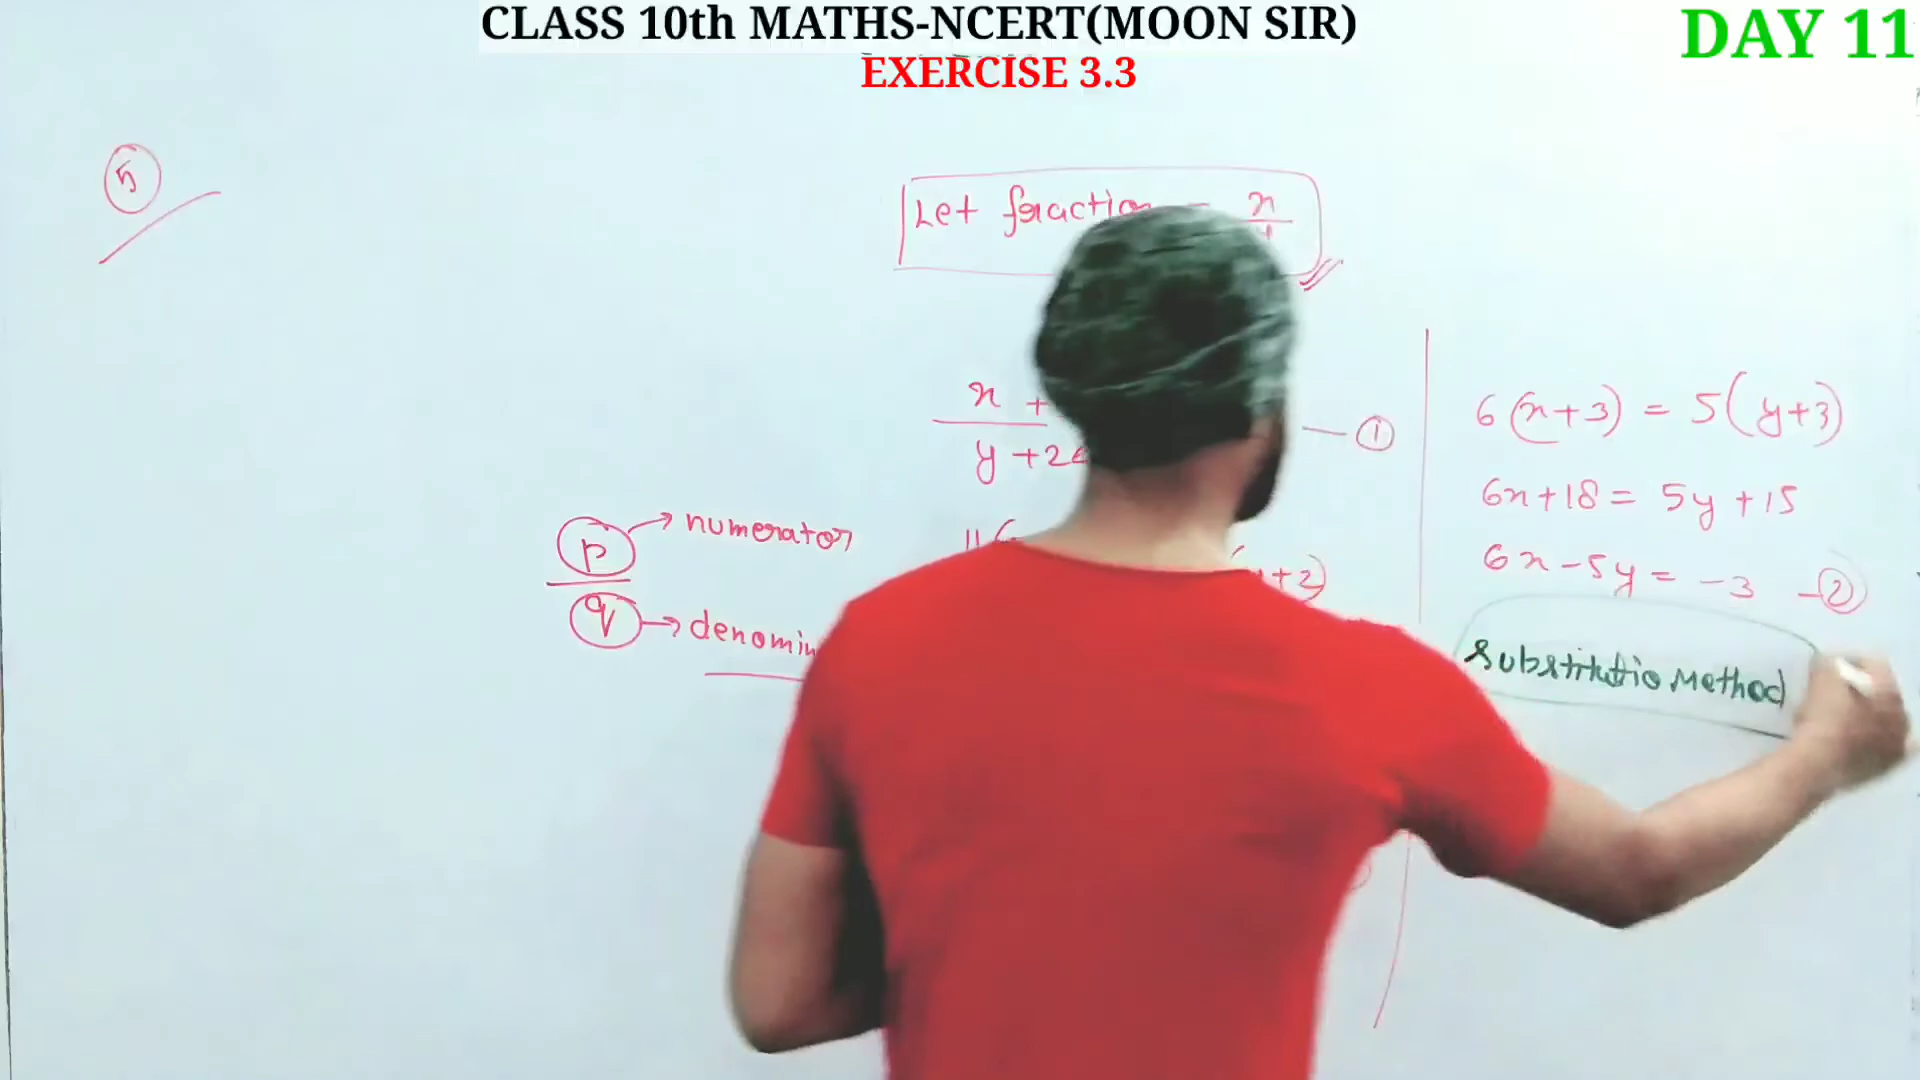 CLASS 10th MATHS-NCERT(MOON SIR)
DAY 11
EXERCISE 3.3
5
Let fraction = x
x +
y + 2
— 1
p → numerator
q → 
+2)
6(x+3) = 5(y+3)
6x+18 = 5y+15
6x-5y = -3 -2
substitutio Method